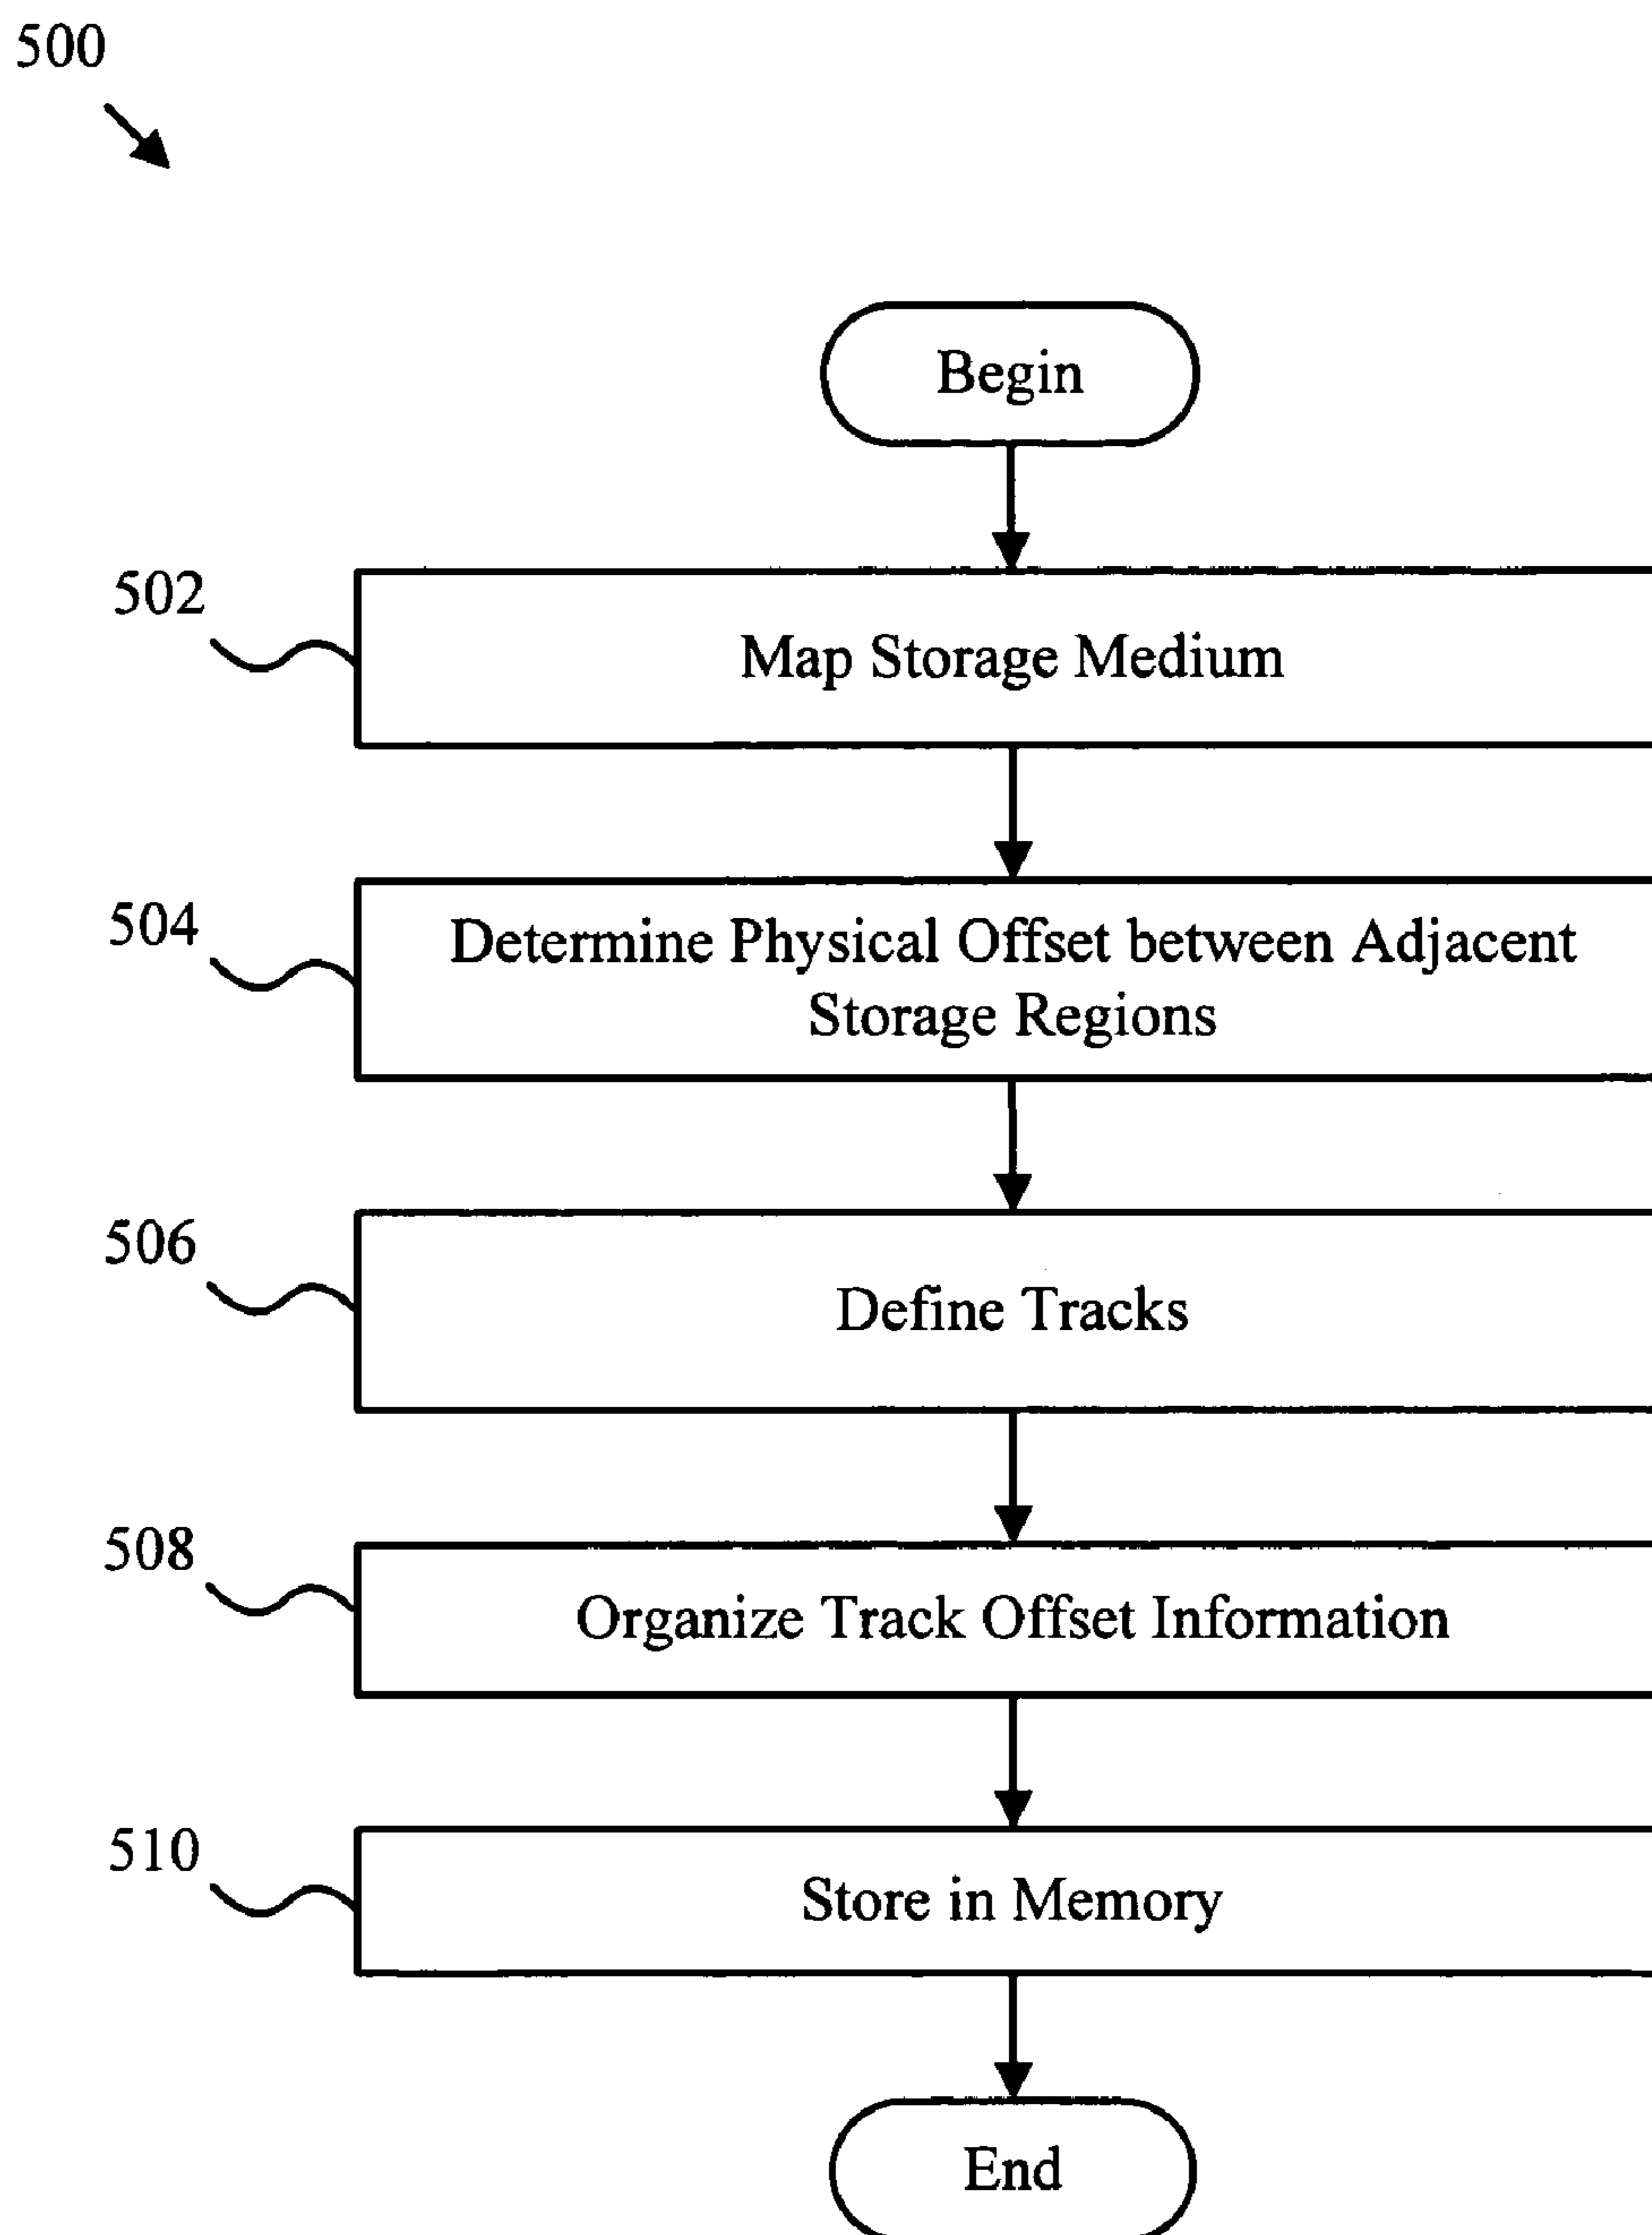 500
Begin
502
Map Storage Medium
504
Determine Physical Offset between Adjacent
Storage Regions
506
Define Tracks
508
Organize Track Offset Information
510
Store in Memory
End